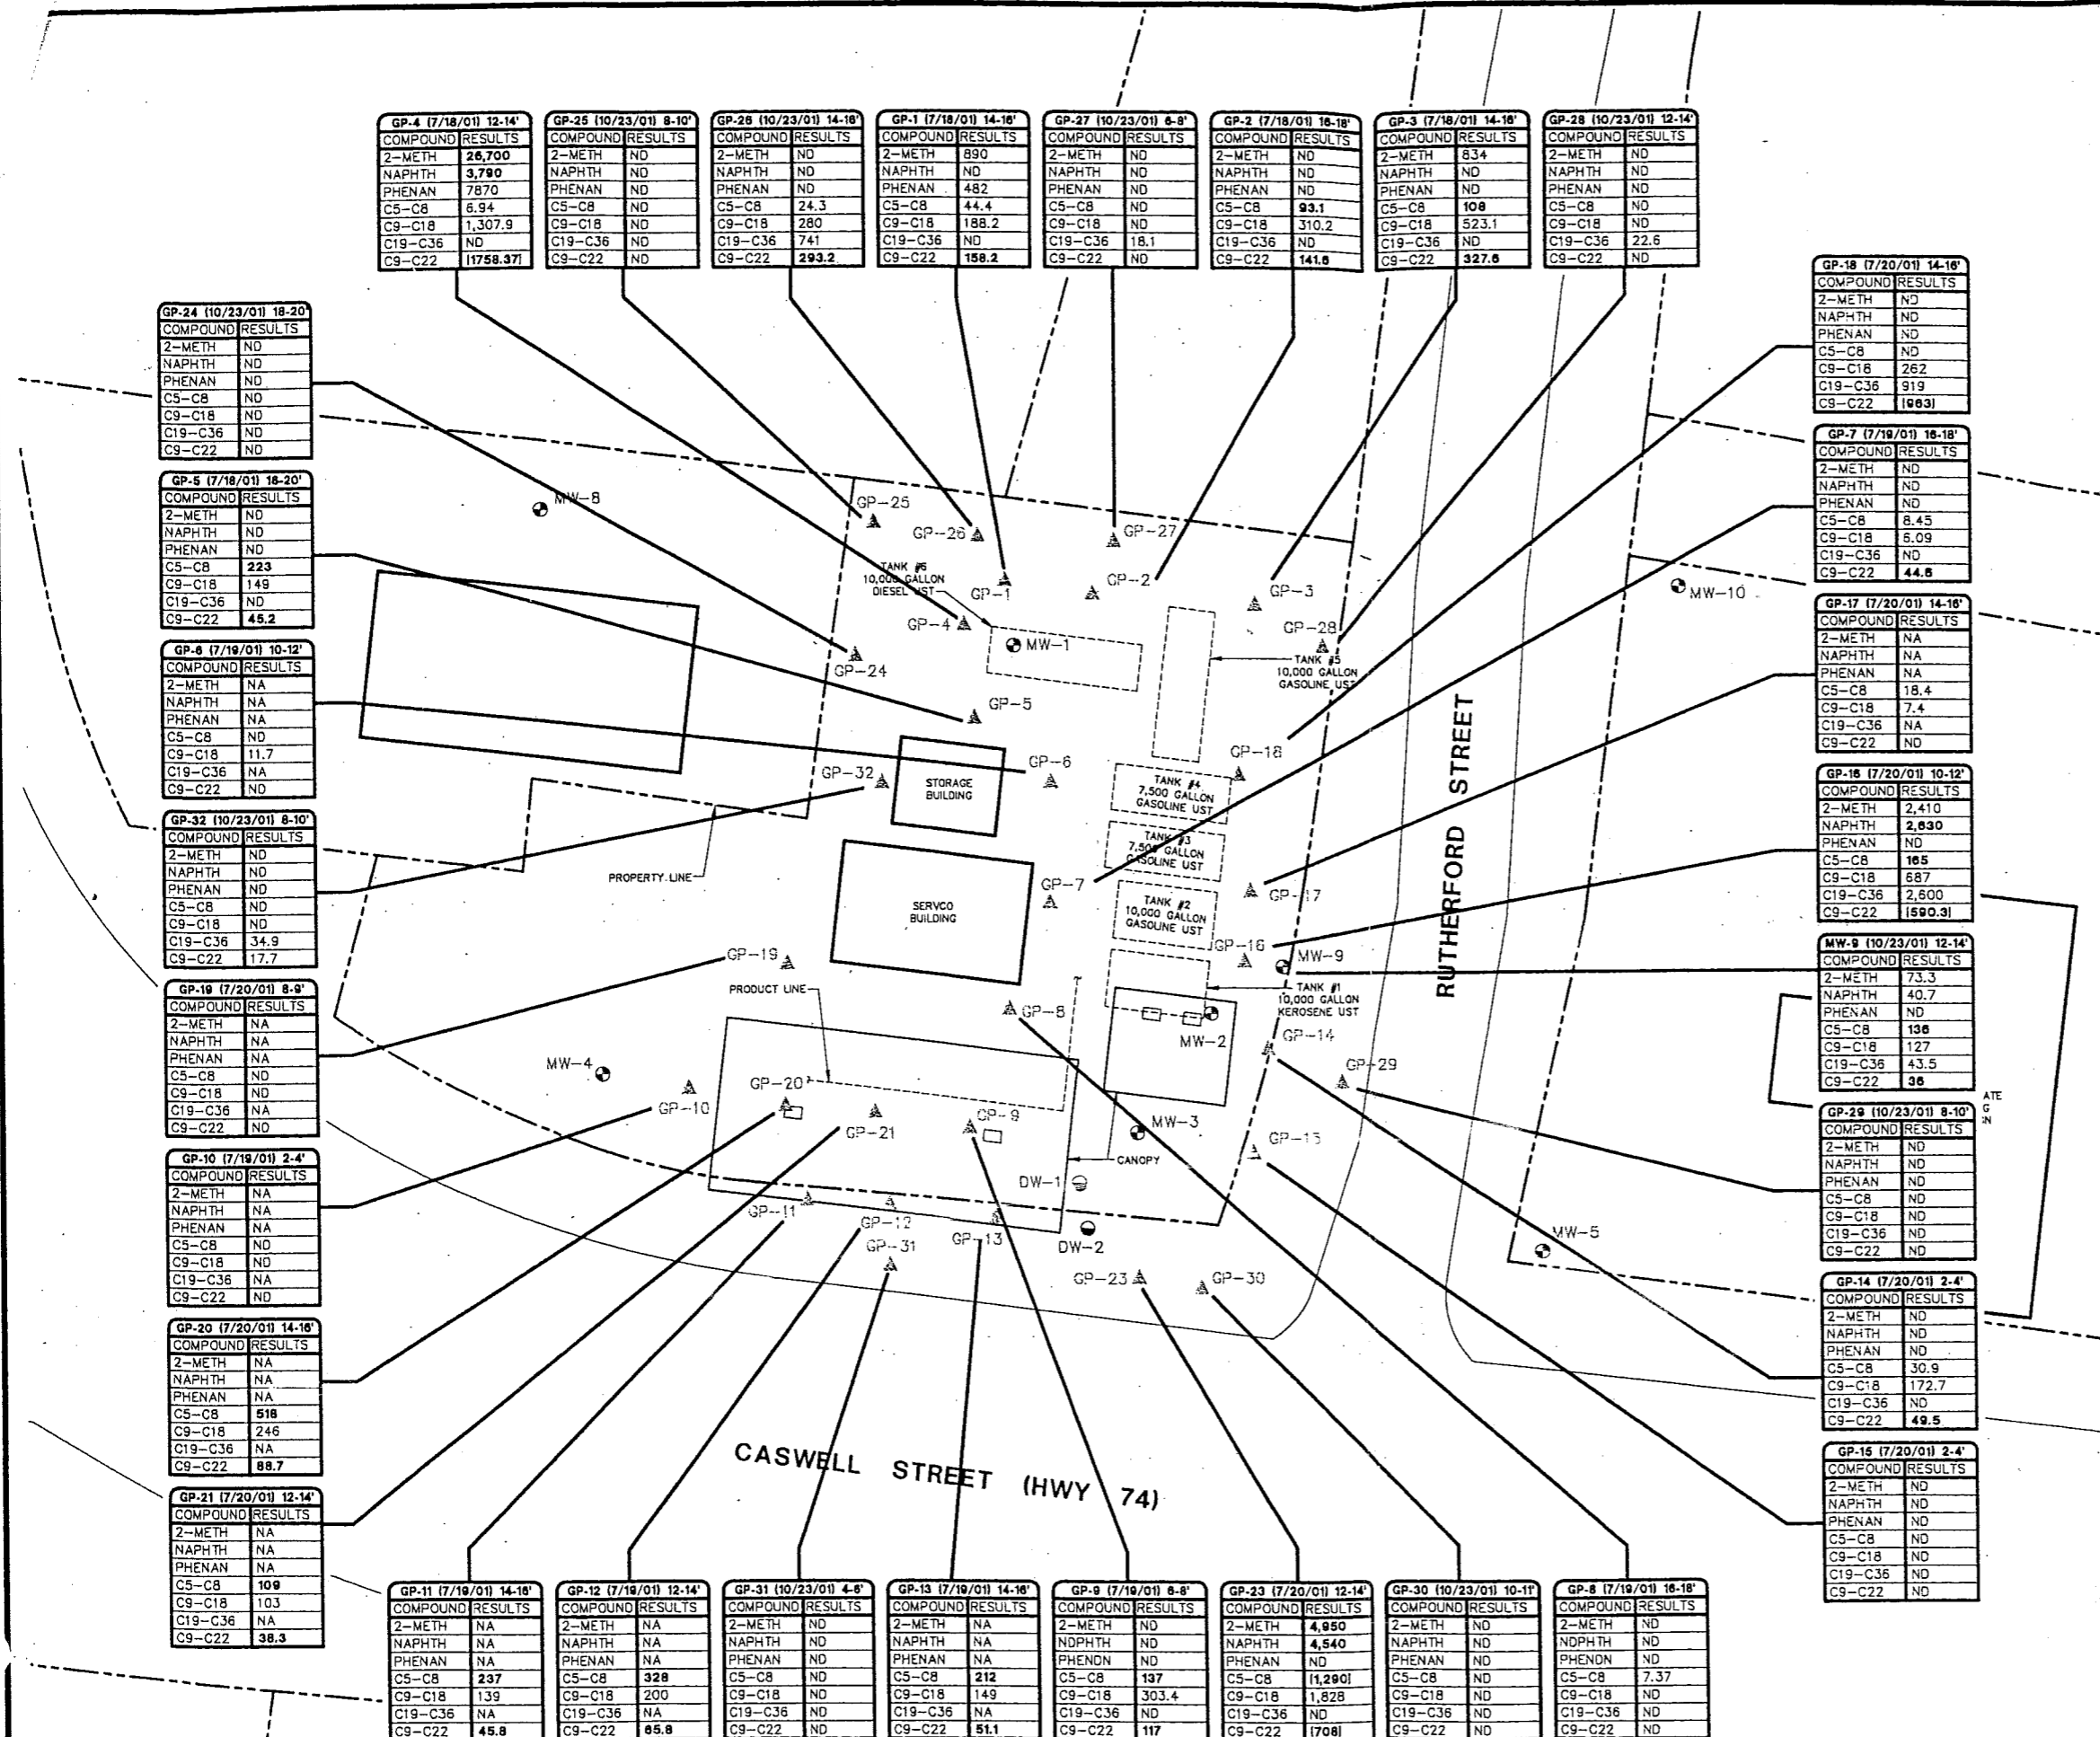 GP-4 (7/18/01) 12-14'
COMPOUND RESULTS
2-METH 26,700
NAPHTH 3,790
PHENAN 7870
C5-C8 6.94
C9-C18 1,307.9
C19-C36 ND
C9-C22 [1758.37]
GP-25 (10/23/01) 8-10'
COMPOUND RESULTS
2-METH ND
NAPHTH ND
PHENAN ND
C5-C8 ND
C9-C18 ND
C19-C36 ND
C9-C22 ND
GP-26 (10/23/01) 14-16'
COMPOUND RESULTS
2-METH ND
NAPHTH ND
PHENAN ND
C5-C8 24.3
C9-C18 280
C19-C36 741
C9-C22 293.2
GP-1 (7/18/01) 14-16'
COMPOUND RESULTS
2-METH 890
NAPHTH ND
PHENAN 482
C5-C8 44.4
C9-C18 188.2
C19-C36 ND
C9-C22 158.2
GP-27 (10/23/01) 6-8'
COMPOUND RESULTS
2-METH ND
NAPHTH ND
PHENAN ND
C5-C8 ND
C9-C18 ND
C19-C36 18.1
C9-C22 ND
GP-2 (7/18/01) 16-18'
COMPOUND RESULTS
2-METH ND
NAPHTH ND
PHENAN ND
C5-C8 93.1
C9-C18 310.2
C19-C36 ND
C9-C22 141.6
GP-3 (7/18/01) 14-16'
COMPOUND RESULTS
2-METH 834
NAPHTH ND
PHENAN ND
C5-C8 108
C9-C18 523.1
C19-C36 ND
C9-C22 327.6
GP-28 (10/23/01) 12-14'
COMPOUND RESULTS
2-METH ND
NAPHTH ND
PHENAN ND
C5-C8 ND
C9-C18 ND
C19-C36 22.6
C9-C22 ND
GP-24 (10/23/01) 18-20'
COMPOUND RESULTS
2-METH ND
NAPHTH ND
PHENAN ND
C5-C8 ND
C9-C18 ND
C19-C36 ND
C9-C22 ND
GP-5 (7/18/01) 18-20'
COMPOUND RESULTS
2-METH ND
NAPHTH ND
PHENAN ND
C5-C8 223
C9-C18 149
C19-C36 ND
C9-C22 45.2
GP-6 (7/19/01) 10-12'
COMPOUND RESULTS
2-METH NA
NAPHTH NA
PHENAN NA
C5-C8 ND
C9-C18 11.7
C19-C36 NA
C9-C22 ND
GP-32 (10/23/01) 8-10'
COMPOUND RESULTS
2-METH ND
NAPHTH ND
PHENAN ND
C5-C8 ND
C9-C18 ND
C19-C36 34.9
C9-C22 17.7
GP-19 (7/20/01) 8-9'
COMPOUND RESULTS
2-METH NA
NAPHTH NA
PHENAN NA
C5-C8 ND
C9-C18 ND
C19-C36 NA
C9-C22 ND
GP-10 (7/19/01) 2-4'
COMPOUND RESULTS
2-METH NA
NAPHTH NA
PHENAN NA
C5-C8 ND
C9-C18 ND
C19-C36 NA
C9-C22 ND
GP-20 (7/20/01) 14-16'
COMPOUND RESULTS
2-METH NA
NAPHTH NA
PHENAN NA
C5-C8 518
C9-C18 246
C19-C36 NA
C9-C22 88.7
GP-21 (7/20/01) 12-14'
COMPOUND RESULTS
2-METH NA
NAPHTH NA
PHENAN NA
C5-C8 109
C9-C18 103
C19-C36 NA
C9-C22 38.3
MW-8
GP-25
GP-26
GP-27
TANK #6
10,000 GALLON
DIESEL UST
GP-1
GP-2
GP-3
GP-4
MW-1
GP-28
MW-10
GP-24
TANK #5
10,000 GALLON
GASOLINE UST
GP-5
GP-18
GP-6
GP-32
STORAGE
BUILDING
TANK #4
7,500 GALLON
GASOLINE UST
TANK #3
7,500 GALLON
GASOLINE UST
PROPERTY LINE
GP-7
GP-17
SERVCO
BUILDING
TANK #2
10,000 GALLON
GASOLINE UST
GP-16
MW-9
GP-19
PRODUCT LINE
TANK #1
10,000 GALLON
KEROSENE UST
GP-8
MW-2
GP-14
MW-4
GP-29
GP-20
GP-10
GP-21
GP-9
MW-3
GP-15
CANOPY
DW-1
GP-11
GP-12
GP-13
DW-2
GP-31
MW-5
GP-23
GP-30
RUTHERFORD STREET
CASWELL STREET (HWY 74)
GP-18 (7/20/01) 14-16'
COMPOUND RESULTS
2-METH ND
NAPHTH ND
PHENAN ND
C5-C8 ND
C9-C18 262
C19-C36 919
C9-C22 [963]
GP-7 (7/19/01) 16-18'
COMPOUND RESULTS
2-METH ND
NAPHTH ND
PHENAN ND
C5-C8 8.45
C9-C18 5.09
C19-C36 ND
C9-C22 44.6
GP-17 (7/20/01) 14-16'
COMPOUND RESULTS
2-METH NA
NAPHTH NA
PHENAN NA
C5-C8 18.4
C9-C18 7.4
C19-C36 NA
C9-C22 ND
GP-16 (7/20/01) 10-12'
COMPOUND RESULTS
2-METH 2,410
NAPHTH 2,630
PHENAN ND
C5-C8 165
C9-C18 687
C19-C36 2,600
C9-C22 [590.3]
MW-9 (10/23/01) 12-14'
COMPOUND RESULTS
2-METH 73.3
NAPHTH 40.7
PHENAN ND
C5-C8 136
C9-C18 127
C19-C36 43.5
C9-C22 36
ATE
G
N
GP-29 (10/23/01) 8-10'
COMPOUND RESULTS
2-METH ND
NAPHTH ND
PHENAN ND
C5-C8 ND
C9-C18 ND
C19-C36 ND
C9-C22 ND
GP-14 (7/20/01) 2-4'
COMPOUND RESULTS
2-METH ND
NAPHTH ND
PHENAN ND
C5-C8 30.9
C9-C18 172.7
C19-C36 ND
C9-C22 49.5
GP-15 (7/20/01) 2-4'
COMPOUND RESULTS
2-METH ND
NAPHTH ND
PHENAN ND
C5-C8 ND
C9-C18 ND
C19-C36 ND
C9-C22 ND
GP-11 (7/19/01) 14-16'
COMPOUND RESULTS
2-METH NA
NAPHTH NA
PHENAN NA
C5-C8 237
C9-C18 139
C19-C36 NA
C9-C22 45.8
GP-12 (7/19/01) 12-14'
COMPOUND RESULTS
2-METH NA
NAPHTH NA
PHENAN NA
C5-C8 328
C9-C18 200
C19-C36 NA
C9-C22 65.8
GP-31 (10/23/01) 4-6'
COMPOUND RESULTS
2-METH ND
NAPHTH ND
PHENAN ND
C5-C8 ND
C9-C18 ND
C19-C36 ND
C9-C22 ND
GP-13 (7/19/01) 14-16'
COMPOUND RESULTS
2-METH NA
NAPHTH NA
PHENAN NA
C5-C8 212
C9-C18 149
C19-C36 NA
C9-C22 51.1
GP-9 (7/19/01) 6-8'
COMPOUND RESULTS
2-METH ND
NDPHTH ND
PHENDN ND
C5-C8 137
C9-C18 303.4
C19-C36 ND
C9-C22 117
GP-23 (7/20/01) 12-14'
COMPOUND RESULTS
2-METH 4,950
NAPHTH 4,540
PHENAN ND
C5-C8 [1,290]
C9-C18 1,828
C19-C36 ND
C9-C22 [708]
GP-30 (10/23/01) 10-11'
COMPOUND RESULTS
2-METH ND
NAPHTH ND
PHENAN ND
C5-C8 ND
C9-C18 ND
C19-C36 ND
C9-C22 ND
GP-8 (7/19/01) 16-18'
COMPOUND RESULTS
2-METH ND
NDPHTH ND
PHENDN ND
C5-C8 7.37
C9-C18 ND
C19-C36 ND
C9-C22 ND